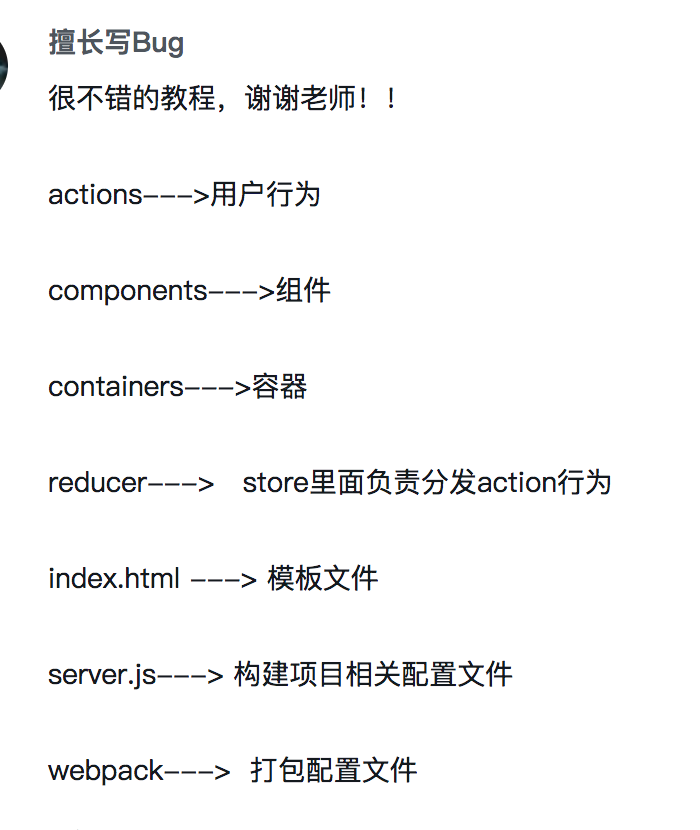 擅长写Bug
很不错的教程，谢谢老师！！
actions--->用户行为
components--->组件
containers--->容器
reducer---> store里面负责分发action行为
index.html ---> 模板文件
server.js---> 构建项目相关配置文件
webpack---> 打包配置文件